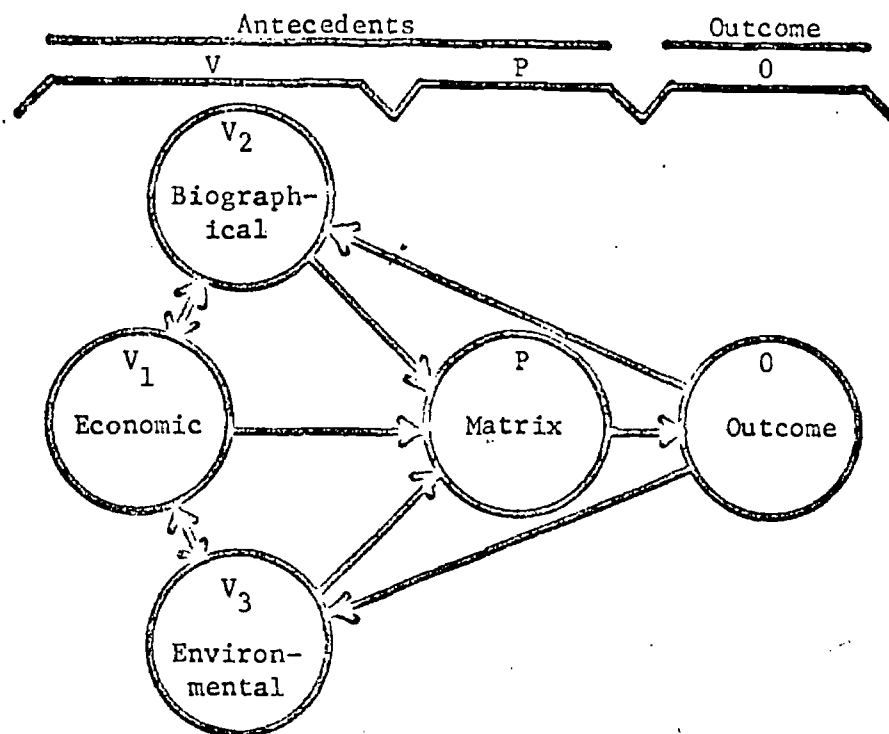 Antecedents Outcome
V P O
V2
Biograph-
ical
V1
Economic
P
Matrix
O
Outcome
V3
Environ-
mental